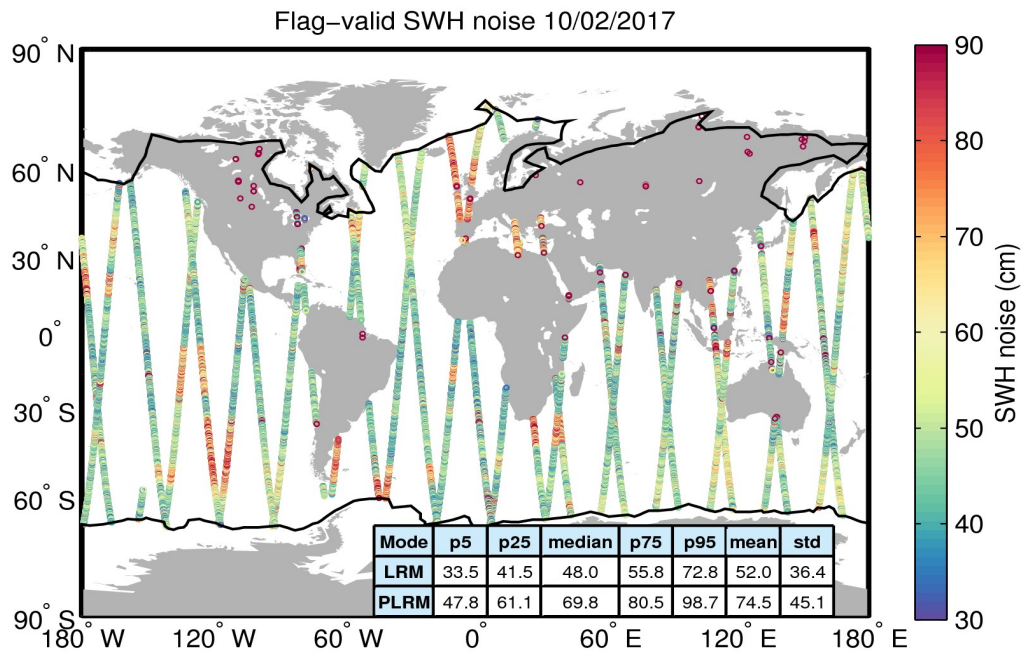 Flag−valid SWH noise 10/02/2017
90° N
60° N
30° N
0°
30° S
60° S
90° S
180° W
120° W
60° W
0°
60° E
120° E
180° E
90
80
70
60
50
40
30
SWH noise (cm)
Mode p5 p25 median p75 p95 mean std
LRM 33.5 41.5 48.0 55.8 72.8 52.0 36.4
PLRM 47.8 61.1 69.8 80.5 98.7 74.5 45.1